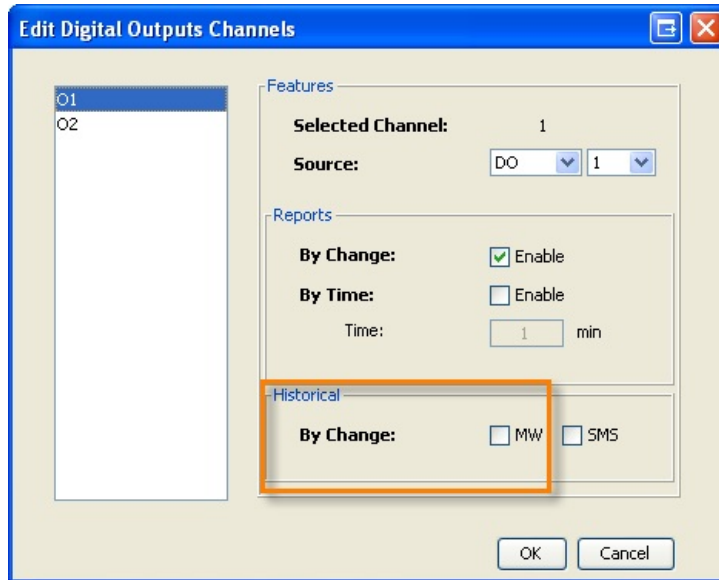 Edit Digital Outputs Channels
O1
O2
Features
Selected Channel: 1
Source: DO 1
Reports
By Change: Enable
By Time: Enable
Time: 1 min
Historical
By Change: MW SMS
OK Cancel